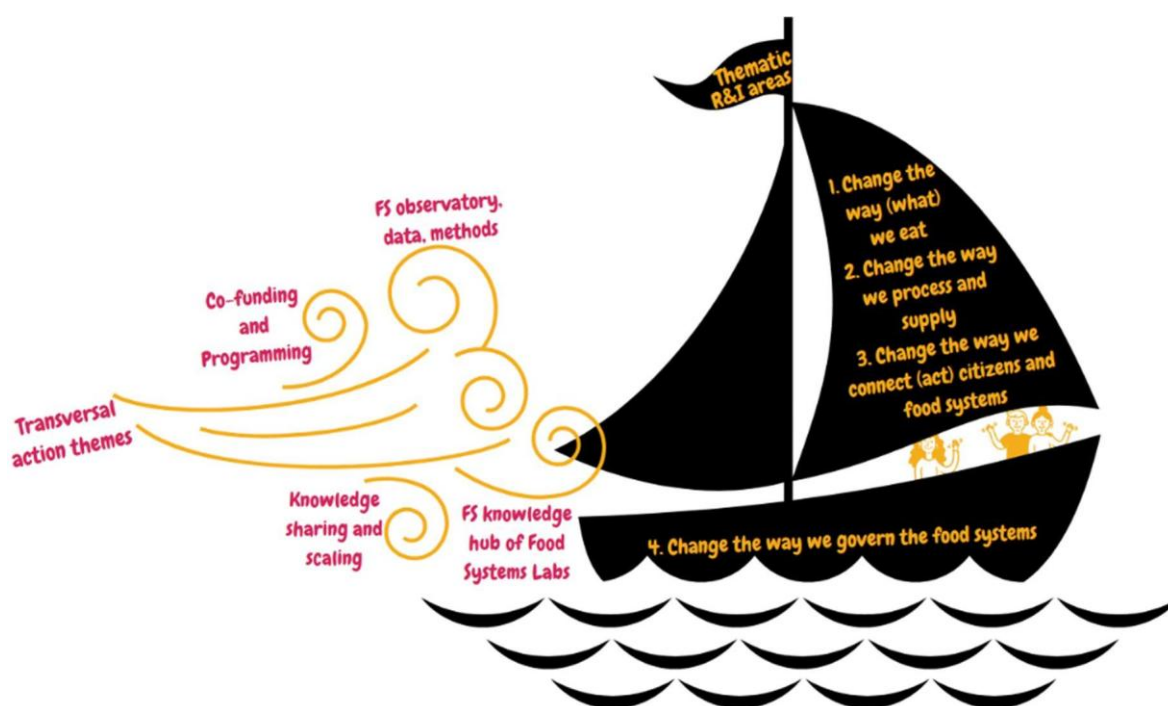 Thematic
R&I areas
1. Change the
way (what)
we eat
2. Change the way
we process and
supply
3. Change the way we
connect (act) citizens and
food systems
4. Change the way we govern the food systems
FS observatory,
data, methods
Co-funding
and
Programming
Transversal
action themes
Knowledge
sharing and
scaling
FS knowledge
hub of Food
Systems Labs